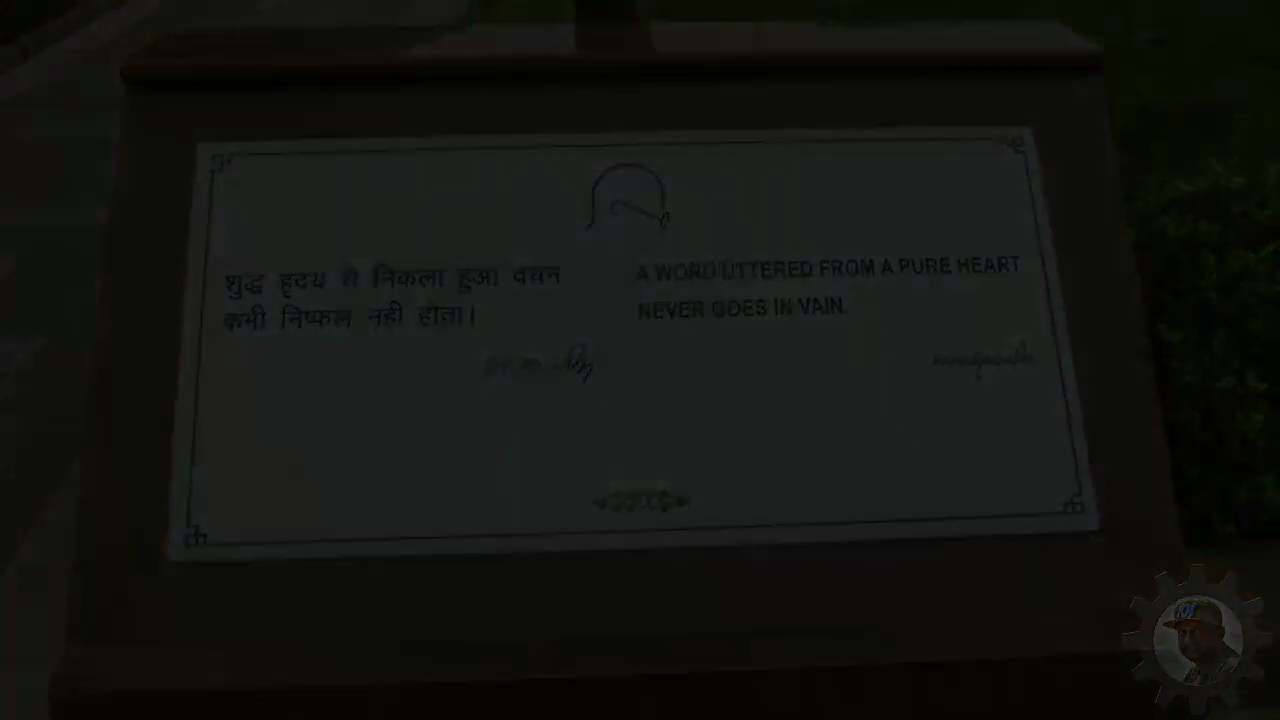 शुद्ध हृदय से निकला हुआ वचन
कभी निष्फल नही होता।
A WORD UTTERED FROM A PURE HEART
NEVER GOES IN VAIN